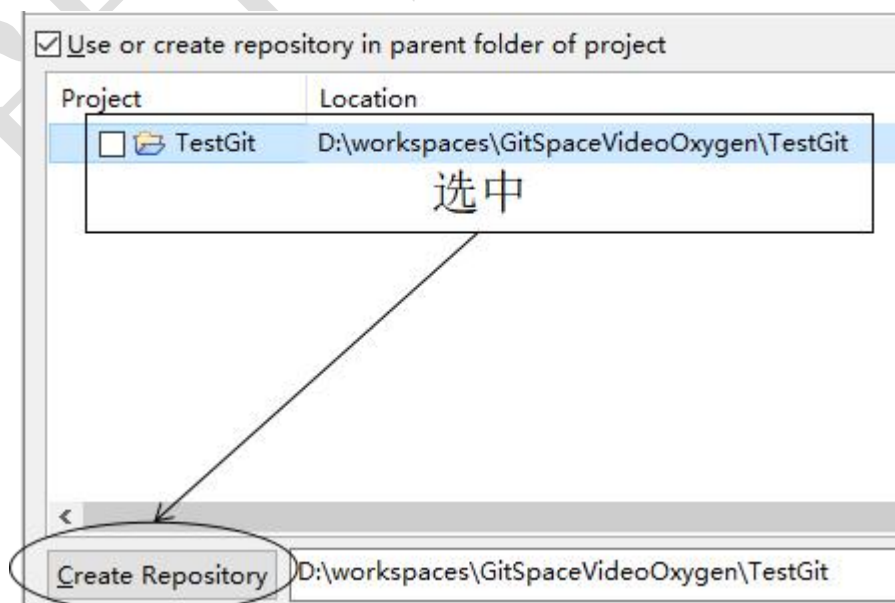 Use or create repository in parent folder of project
Project Location
TestGit D:\workspaces\GitSpaceVideoOxygen\TestGit
选中
Create Repository D:\workspaces\GitSpaceVideoOxygen\TestGit